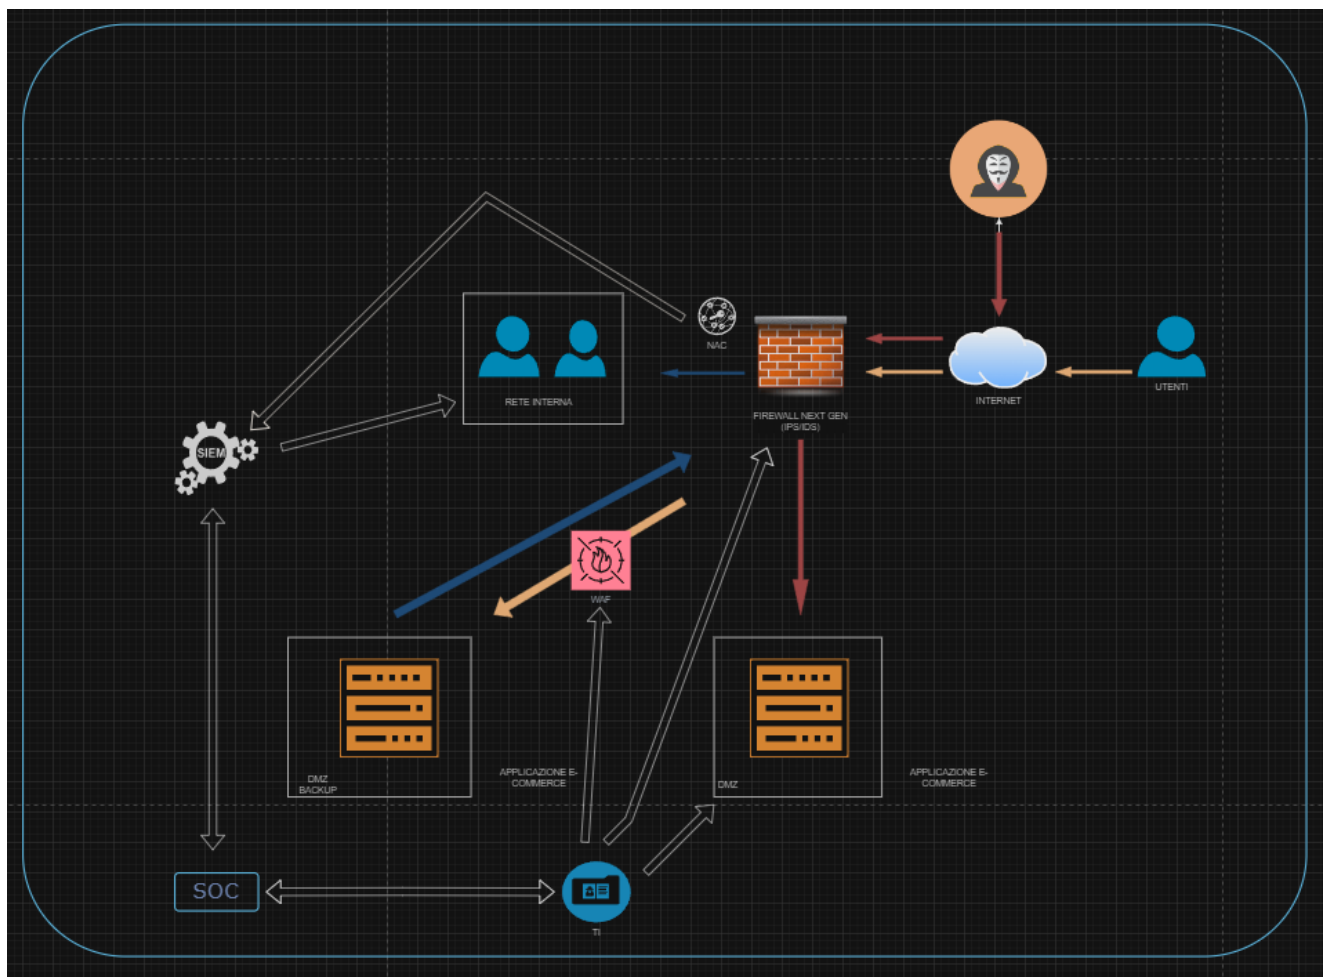 NAC
RETE INTERNA
FIREWALL NEXT GEN
(IPS/IDS)
INTERNET
UTENTI
SIEM
WAF
DMZ
BACKUP
APPLICAZIONE E-
COMMERCE
DMZ
APPLICAZIONE E-
COMMERCE
SOC
TI